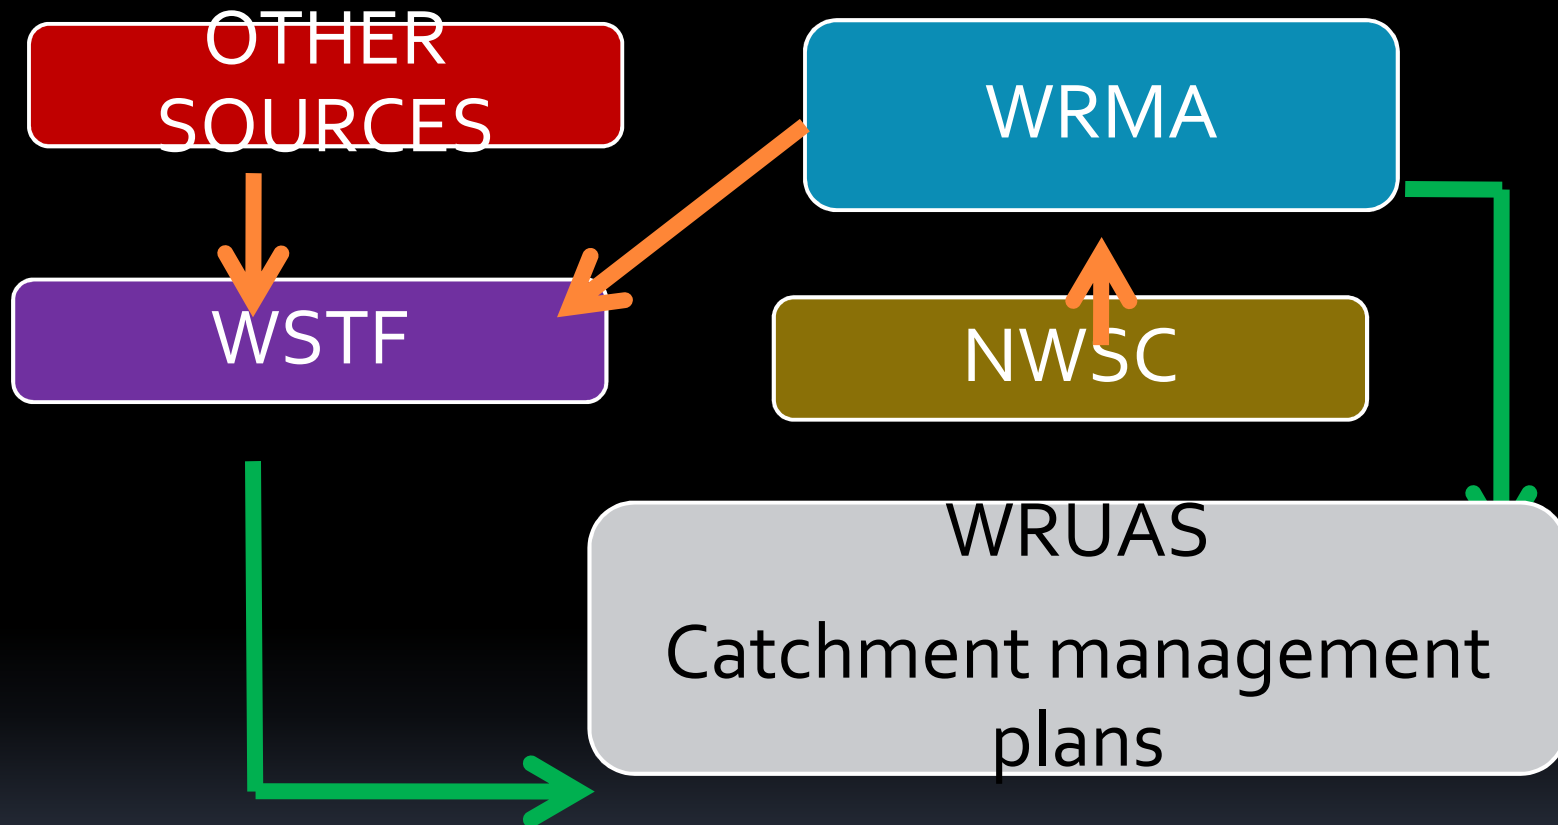 OTHER
SOURCES
WRMA
WSTF
NWSC
WRUAS
Catchment management
plans